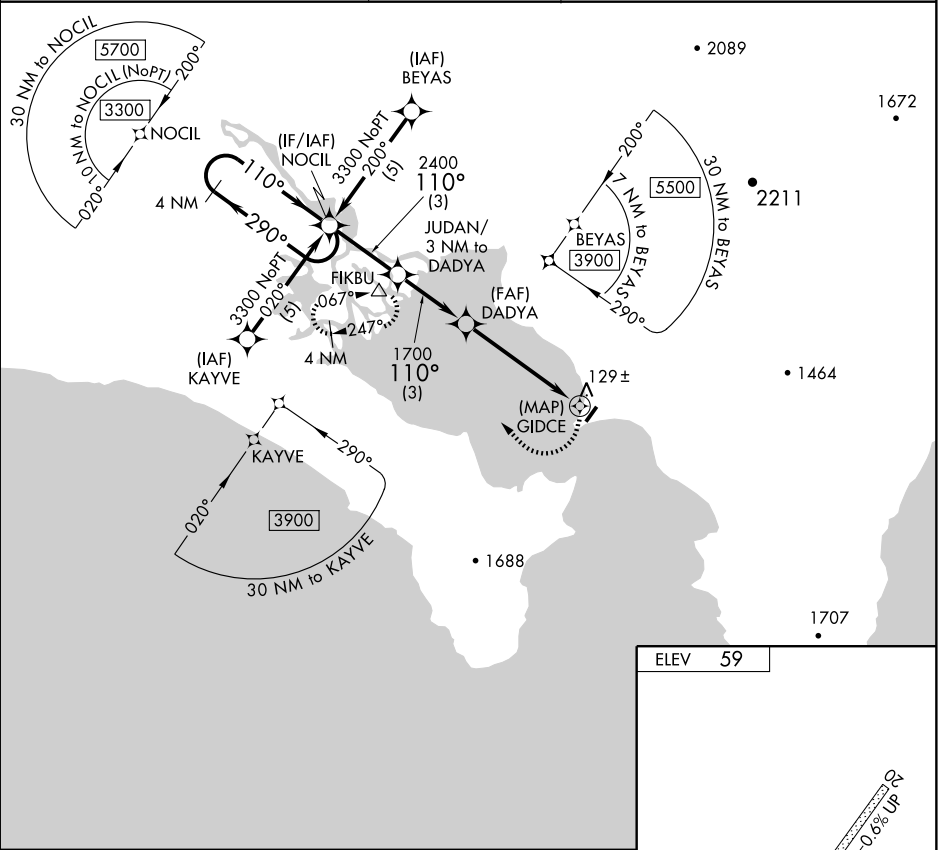 30 NM to NOCIL
5700
200°
10 NM to NOCIL (NoPT)
3300
NOCIL
020°
(IAF)
BEYAS
3300 NoPT
200°
(5)
(IF/IAF)
NOCIL
110°
4 NM
290°
2400
110°
(3)
JUDAN/
3 NM to
DADYA
FIKBU
067°
247°
4 NM
3300 NoPT
020°
(5)
(IAF)
KAYVE
(FAF)
DADYA
1700
110°
(3)
(MAP)
GIDCE
129±
2089
1672
2211
200°
30 NM to BEYAS
5500
7 NM to BEYAS
BEYAS
3900
290°
1464
290°
KAYVE
020°
3900
30 NM to KAYVE
1688
1707
ELEV 59
20
0.6% UP